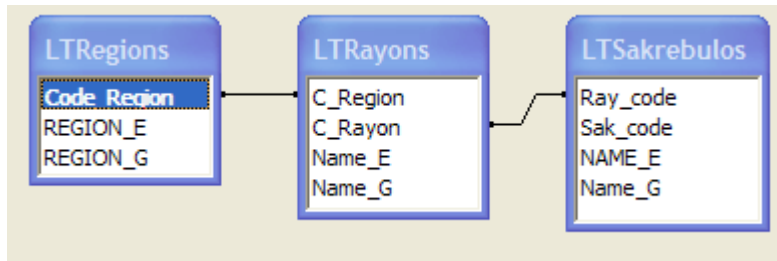 LTRegions
Code_Region
REGION_E
REGION_G
LTRayons
C_Region
C_Rayon
Name_E
Name_G
LTSakrebulos
Ray_code
Sak_code
NAME_E
Name_G